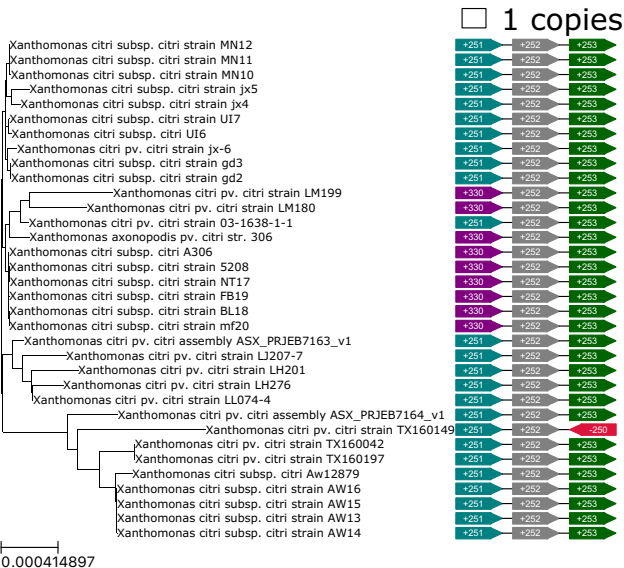 1 copies
Xanthomonas citri subsp. citri strain MN12 +251 +252 +253
Xanthomonas citri subsp. citri strain MN11 +251 +252 +253
Xanthomonas citri subsp. citri strain MN10 +251 +252 +253
Xanthomonas citri subsp. citri strain jx5 +251 +252 +253
Xanthomonas citri subsp. citri strain jx4 +251 +252 +253
Xanthomonas citri subsp. citri strain UI7 +251 +252 +253
Xanthomonas citri subsp. citri UI6 +251 +252 +253
Xanthomonas citri pv. citri strain jx-6 +251 +252 +253
Xanthomonas citri subsp. citri strain gd3 +251 +252 +253
Xanthomonas citri subsp. citri strain gd2 +251 +252 +253
Xanthomonas citri pv. citri strain LM199 +330 +252 +253
Xanthomonas citri pv. citri strain LM180 +330 +252 +253
Xanthomonas citri pv. citri strain 03-1638-1-1 +251 +252 +253
Xanthomonas axonopodis pv. citri str. 306 +330 +252 +253
Xanthomonas citri subsp. citri A306 +330 +252 +253
Xanthomonas citri subsp. citri strain 5208 +330 +252 +253
Xanthomonas citri subsp. citri strain NT17 +330 +252 +253
Xanthomonas citri subsp. citri strain FB19 +330 +252 +253
Xanthomonas citri subsp. citri strain BL18 +330 +252 +253
Xanthomonas citri subsp. citri strain mf20 +330 +252 +253
Xanthomonas citri pv. citri assembly ASX_PRJEB7163_v1 +251 +252 +253
Xanthomonas citri pv. citri strain LJ207-7 +251 +252 +253
Xanthomonas citri pv. citri strain LH201 +251 +252 +253
Xanthomonas citri pv. citri strain LH276 +251 +252 +253
Xanthomonas citri pv. citri strain LL074-4 +251 +252 +253
Xanthomonas citri pv. citri assembly ASX_PRJEB7164_v1 +251 +252 +253
Xanthomonas citri pv. citri strain TX160149 +251 +252 -250
Xanthomonas citri pv. citri strain TX160042 +251 +252 +253
Xanthomonas citri pv. citri strain TX160197 +251 +252 +253
Xanthomonas citri subsp. citri Aw12879 +251 +252 +253
Xanthomonas citri subsp. citri strain AW16 +251 +252 +253
Xanthomonas citri subsp. citri strain AW15 +251 +252 +253
Xanthomonas citri subsp. citri strain AW13 +251 +252 +253
Xanthomonas citri subsp. citri strain AW14 +251 +252 +253
0.000414897